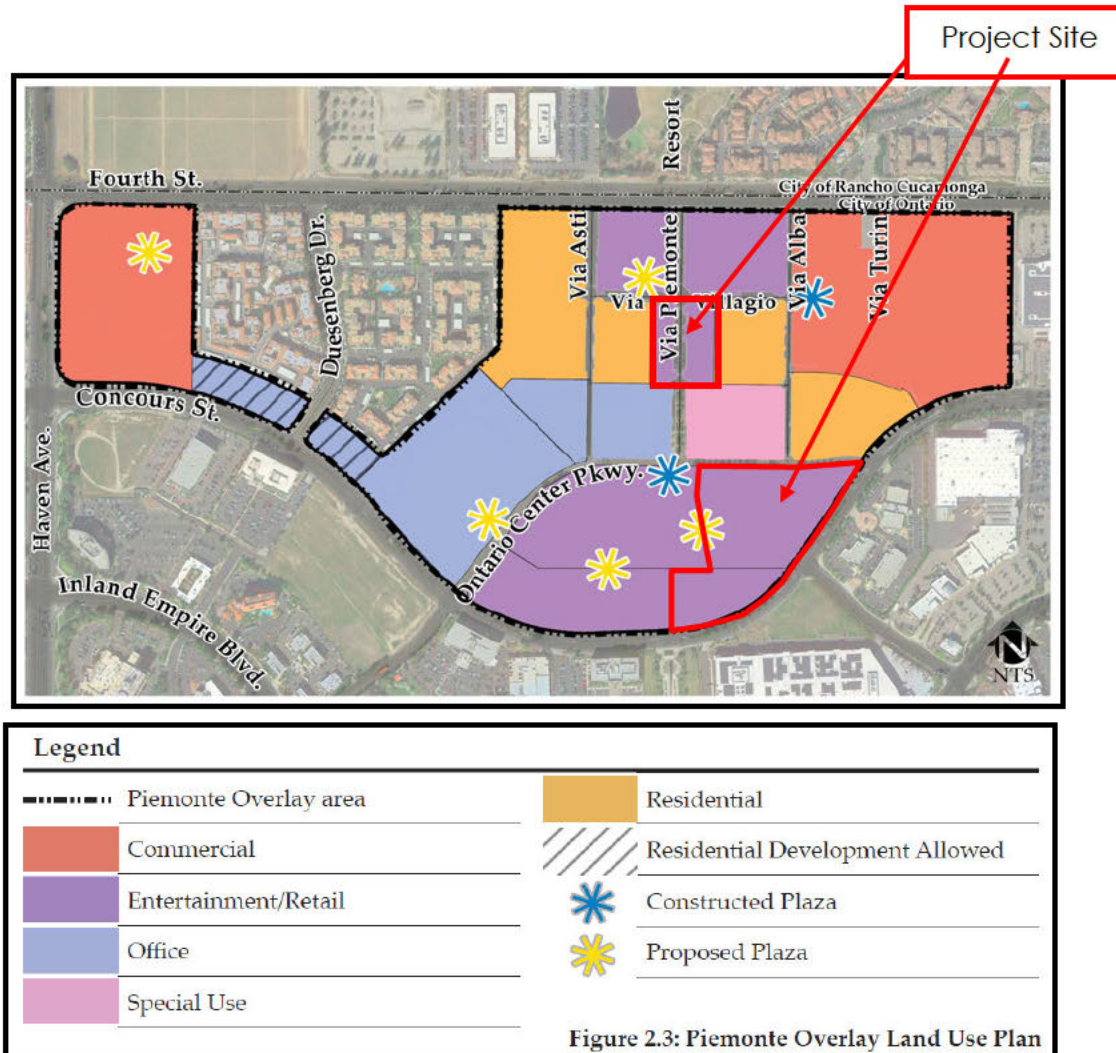 Project Site
Resort
Fourth St.
City of Rancho Cucamonga
City of Ontario
Duesenberg Dr.
Via Asti
Via Piemonte
Via Alba
Via Turin
Via Villagio
Concours St.
Haven Ave.
Ontario Center Pkwy.
Inland Empire Blvd.
N
NTS
Legend
Piemonte Overlay area
Residential
Commercial
Residential Development Allowed
Entertainment/Retail
Constructed Plaza
Office
Proposed Plaza
Special Use
Figure 2.3: Piemonte Overlay Land Use Plan